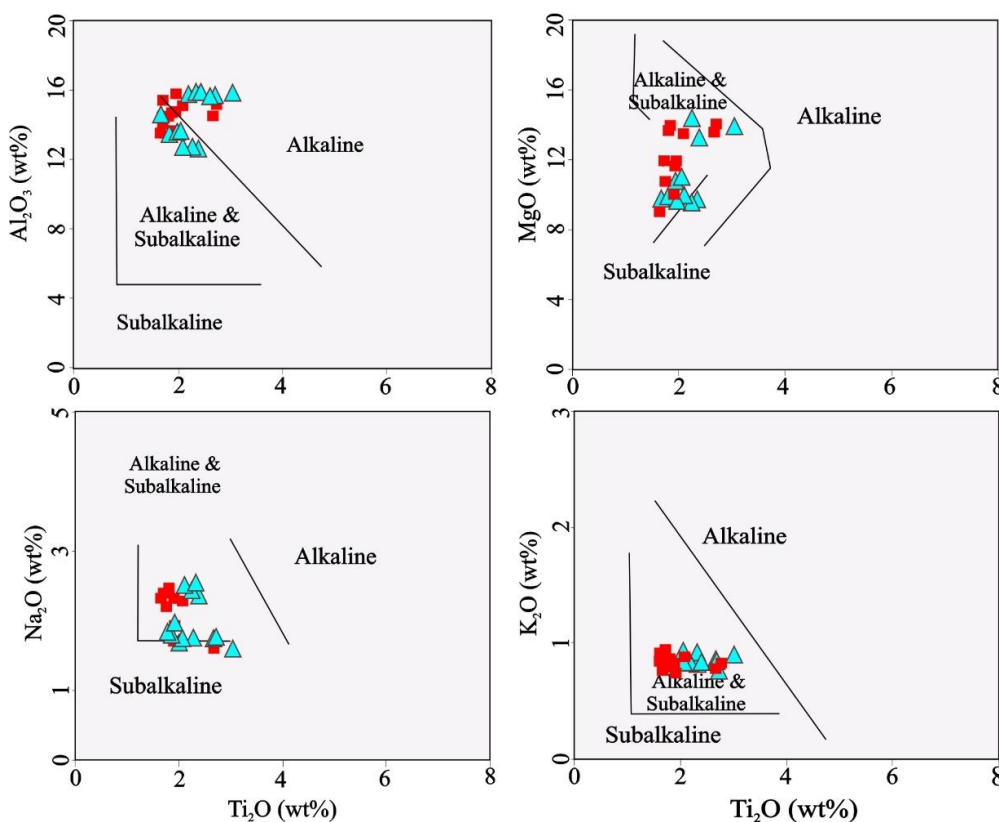 20
16
12
8
4
0
Al₂O₃ (wt%)
Alkaline
Alkaline &
Subalkaline
Subalkaline
0
2
4
6
8
20
16
12
8
4
0
MgO (wt%)
Alkaline &
Subalkaline
Alkaline
Subalkaline
0
2
4
6
8
5
3
1
0
Na₂O (wt%)
Alkaline &
Subalkaline
Alkaline
Subalkaline
0
2
4
6
8
Ti₂O (wt%)
3
2
1
0
K₂O (wt%)
Alkaline
Alkaline &
Subalkaline
Subalkaline
0
2
4
6
8
Ti₂O (wt%)